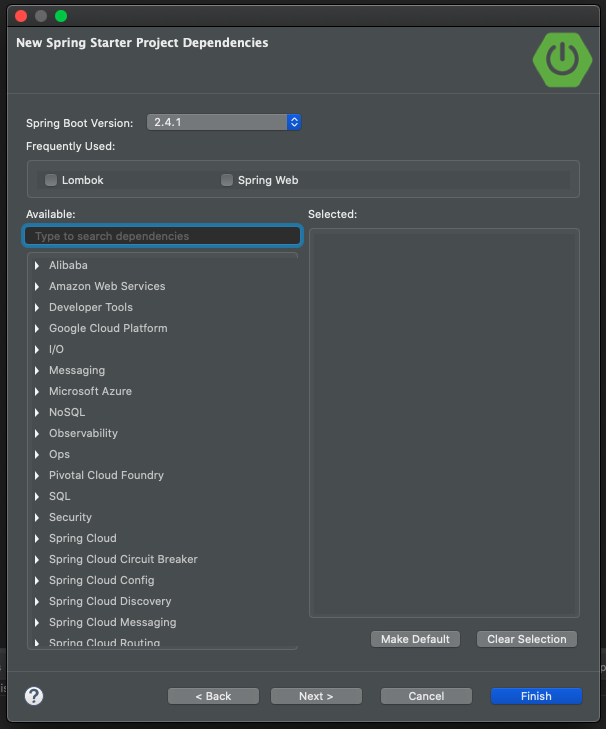 New Spring Starter Project Dependencies
Spring Boot Version: 2.4.1
Frequently Used:
Lombok Spring Web
Available: Selected:
Type to search dependencies
Alibaba
Amazon Web Services
Developer Tools
Google Cloud Platform
I/O
Messaging
Microsoft Azure
NoSQL
Observability
Ops
Pivotal Cloud Foundry
SQL
Security
Spring Cloud
Spring Cloud Circuit Breaker
Spring Cloud Config
Spring Cloud Discovery
Spring Cloud Messaging
Spring Cloud Routing
Make Default Clear Selection
? < Back Next > Cancel Finish